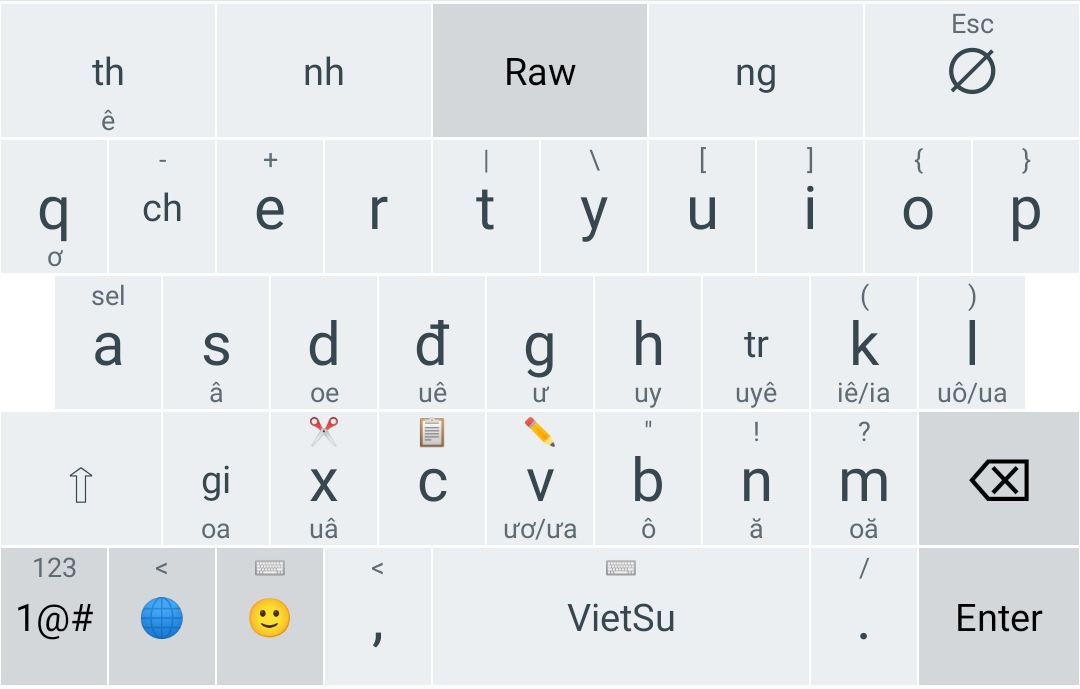 Esc
th nh Raw ng ∅
ê
- + | \ [ ] { }
q ch e r t y u i o p
ơ
sel ( )
a s d đ g h tr k l
â oe uê ư uy uyê iê/ia uô/ua
✂️ 📋 ✏️ " ! ?
⇧ gi x c v b n m ⌫
oa uâ ươ/ưa ô ă oă
123 < ⌨ < ⌨ /
1@# 🌐 🙂 , VietSu . Enter